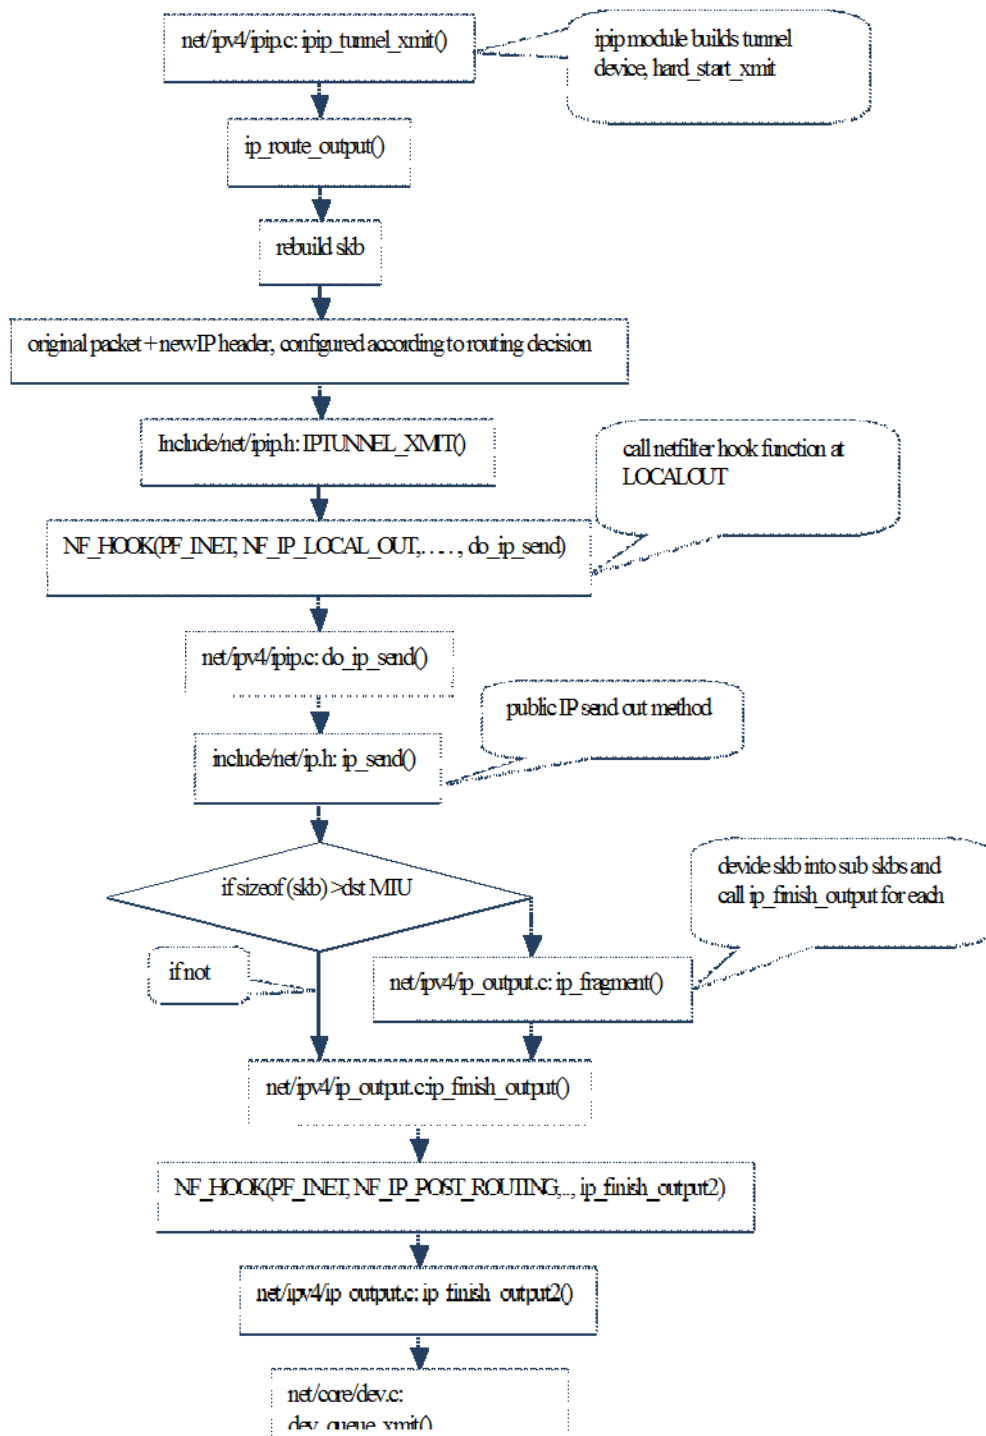 net/ipv4/ipip.c: ipip_tunnel_xmit()
ipip module builds tunnel
device, hard_start_xmit
ip_route_output()
rebuild skb
original packet + new IP header, configured according to routing decision
Include/net/ipip.h: IPTUNNEL_XMIT()
call netfilter hook function at
LOCALOUT
NF_HOOK(PF_INET, NF_IP_LOCAL_OUT,……, do_ip_send)
net/ipv4/ipip.c: do_ip_send()
public IP send out method
include/net/ip.h: ip_send()
if sizeof (skb) >dst MTU
devide skb into sub skbs and
call ip_finish_output for each
if not
net/ipv4/ip_output.c: ip_fragment()
net/ipv4/ip_output.c:ip_finish_output()
NF_HOOK(PF_INET, NF_IP_POST_ROUTING,.., ip_finish_output2)
net/ipv4/ip_output.c: ip_finish_output2()
net/core/dev.c:
dev_queue_xmit()